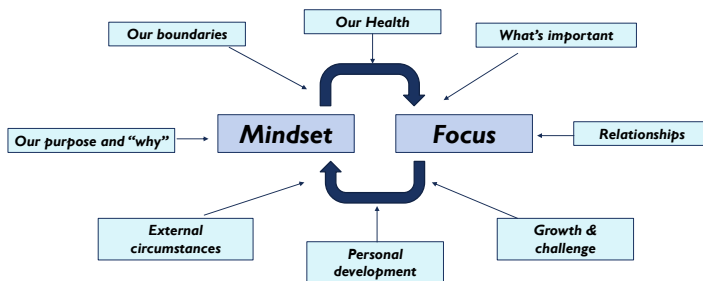 Our Health
Our boundaries
What's important
Mindset
Focus
Our purpose and “why”
Relationships
External
circumstances
Personal
development
Growth &
challenge